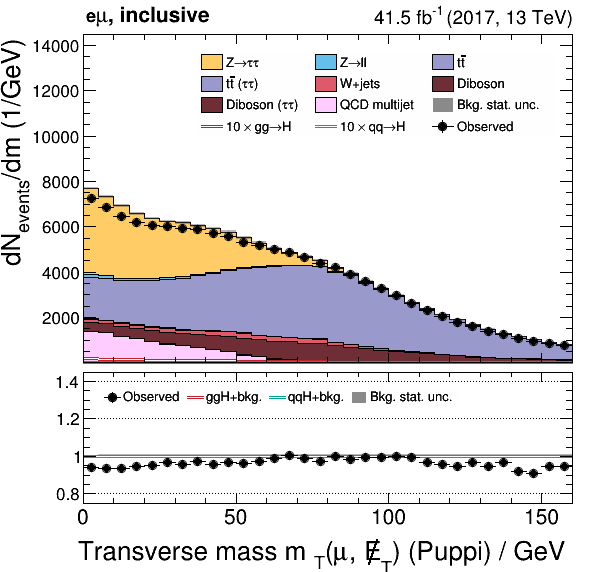 eμ, inclusive 41.5 fb⁻¹ (2017, 13 TeV)
dN_events/dm (1/GeV)
14000
12000
10000
8000
6000
4000
2000
Z→ττ Z→ll tt̄
tt̄ (ττ) W+jets Diboson
Diboson (ττ) QCD multijet Bkg. stat. unc.
10 × gg→H 10 × qq→H Observed
1.4
1.2
1
0.8
Observed ggH+bkg. qqH+bkg. Bkg. stat. unc.
0 50 100 150
Transverse mass m_T(μ, E̸_T) (Puppi) / GeV